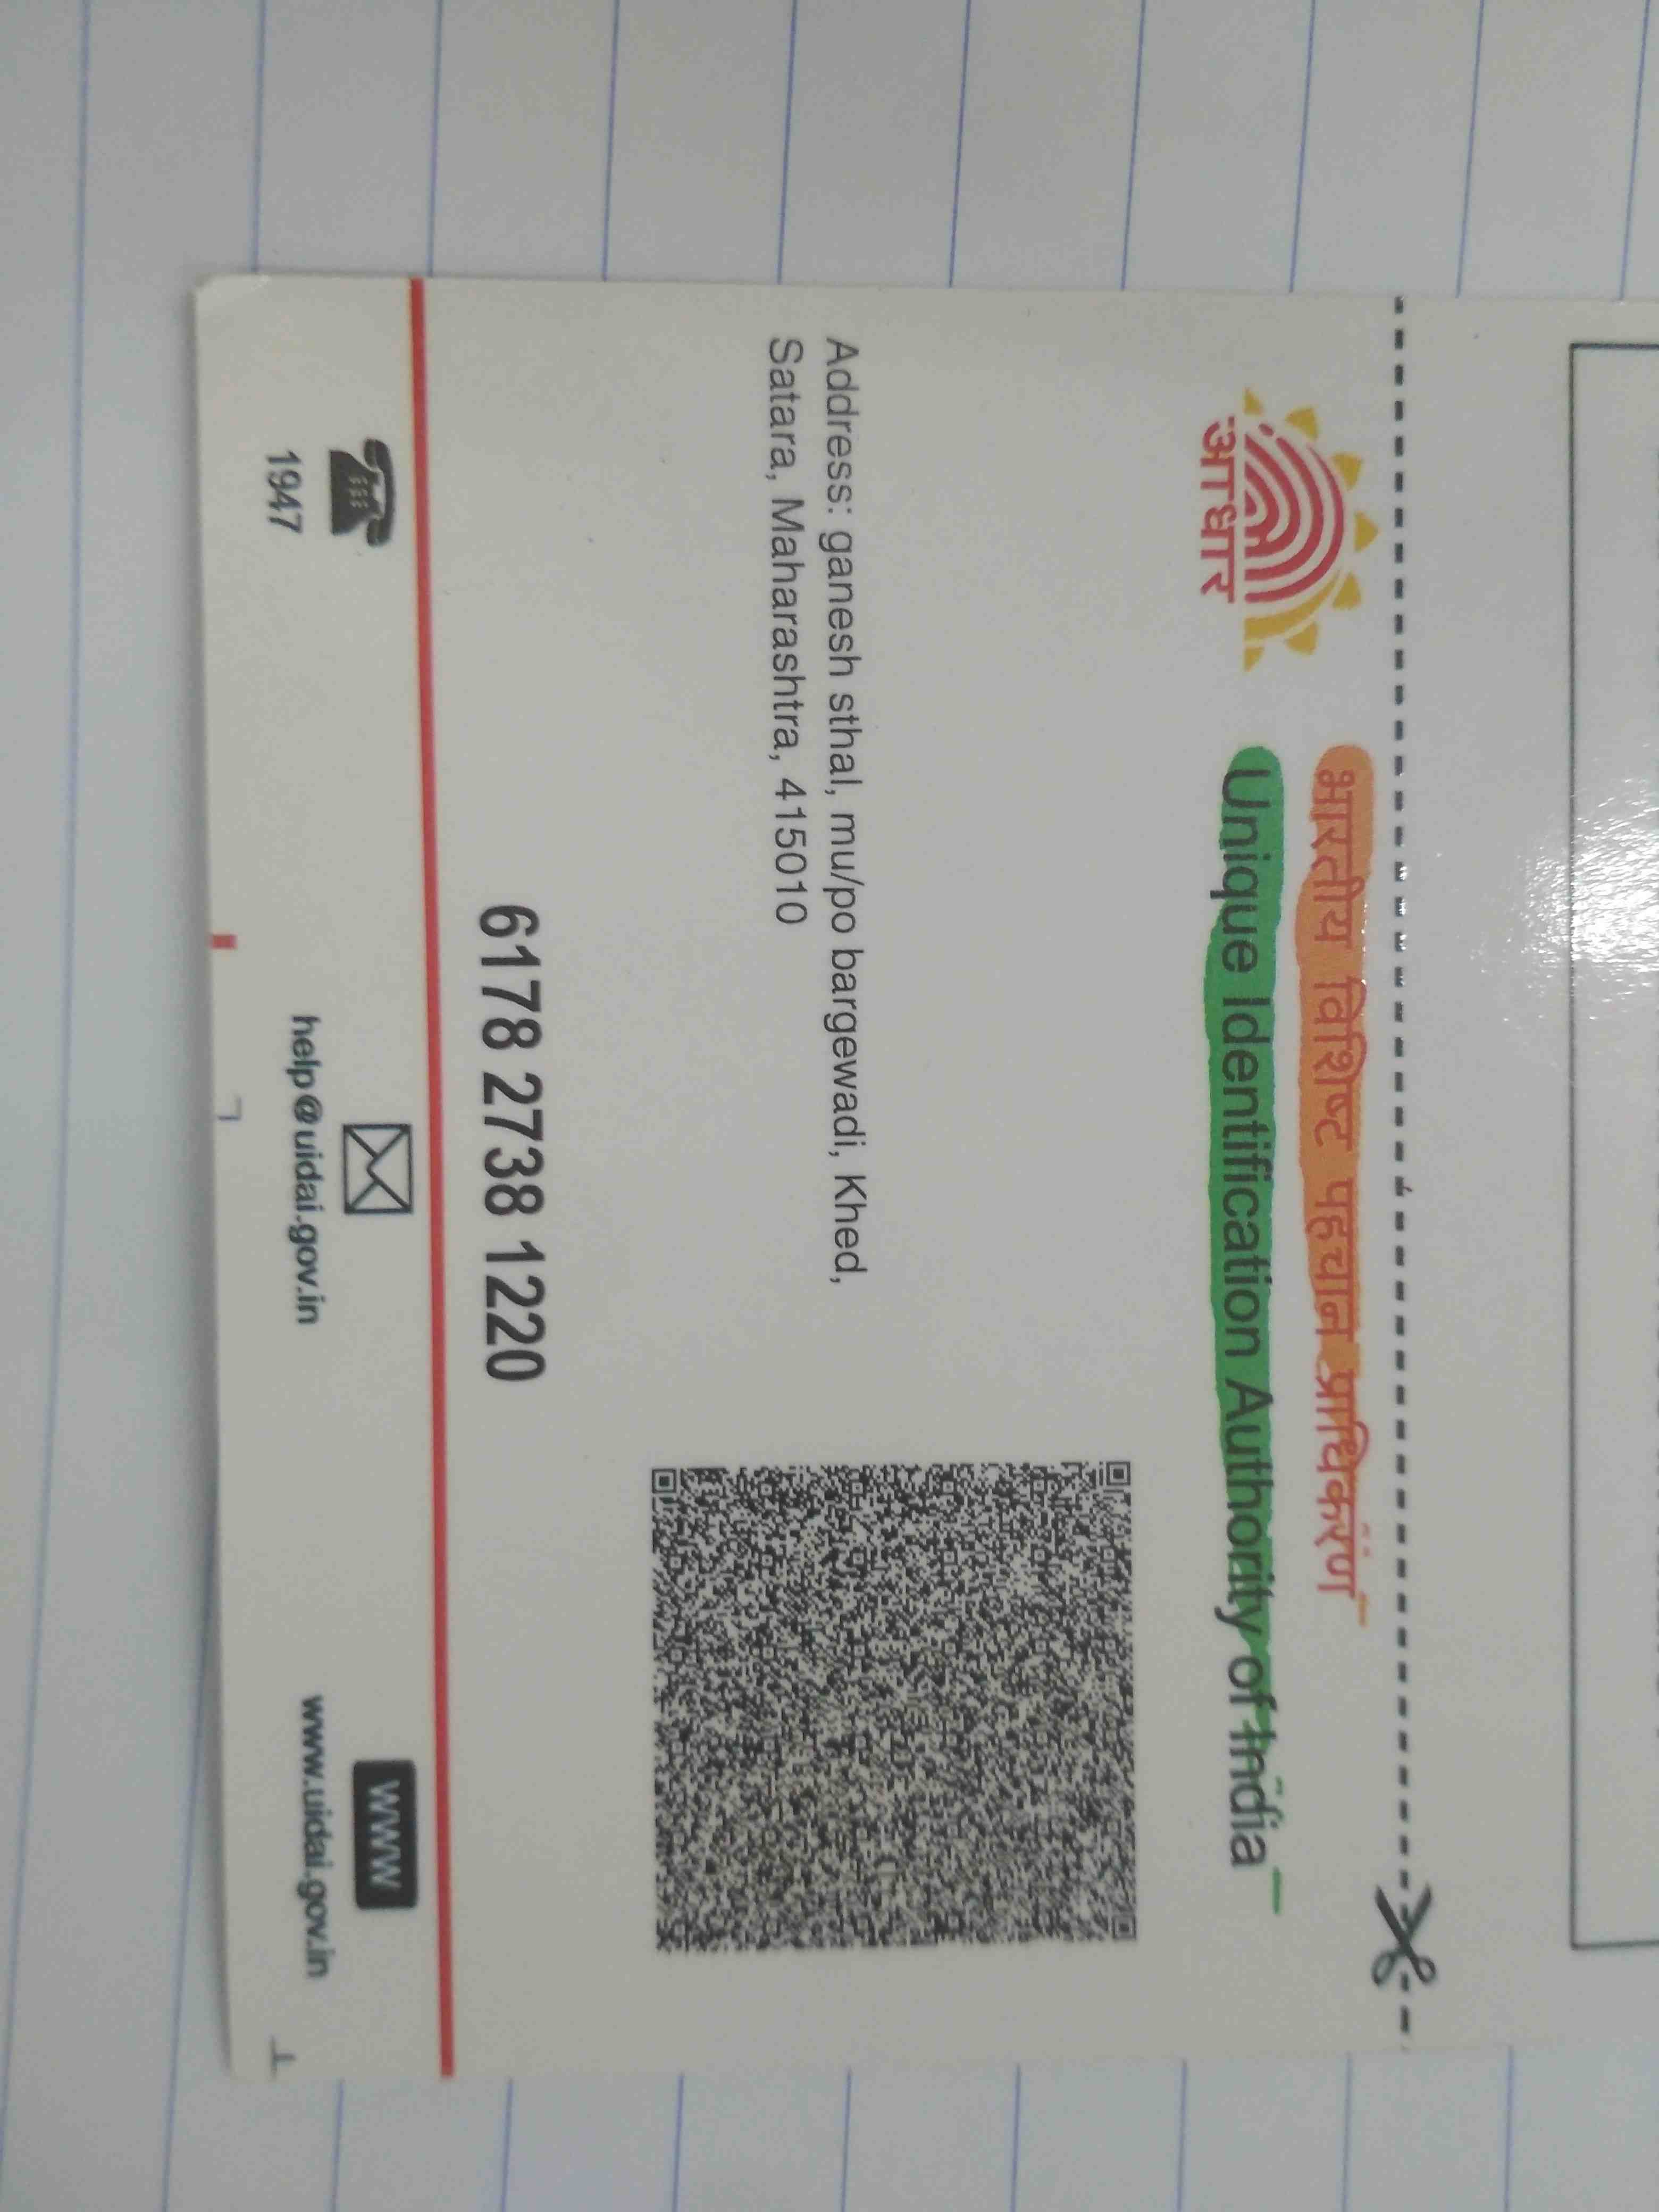 भारतीय विशिष्ट पहचान प्राधिकरण
Unique Identification Authority of India
आधार
Address: ganesh sthal, mu/po bargewadi, Khed,
Satara, Maharashtra, 415010
6178 2738 1220
1947
help@uidai.gov.in
WWW
www.uidai.gov.in